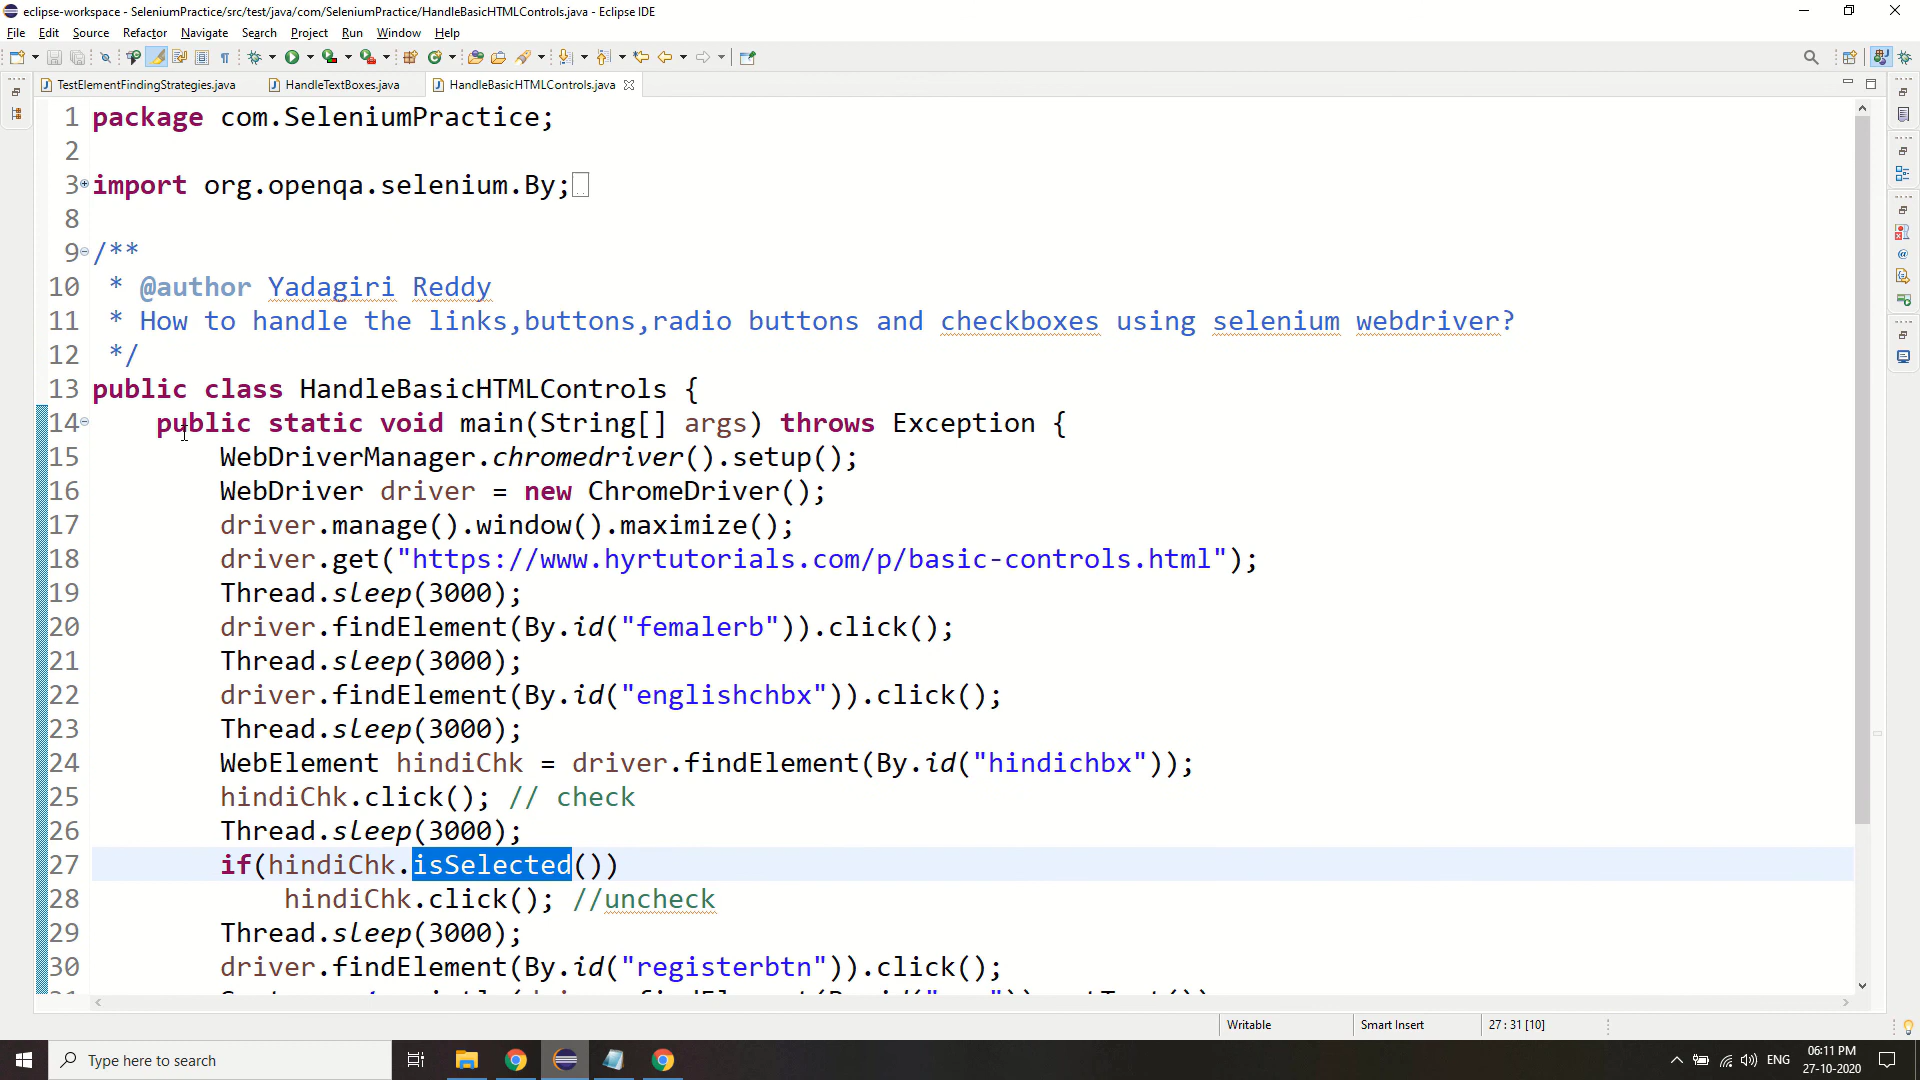 eclipse-workspace - SeleniumPractice/src/test/java/com/SeleniumPractice/HandleBasicHTMLControls.java - Eclipse IDE
File Edit Source Refactor Navigate Search Project Run Window Help
TestElementFindingStrategies.java HandleTextBoxes.java HandleBasicHTMLControls.java
1 package com.SeleniumPractice;
2
3 import org.openqa.selenium.By;
8
9 /**
10 * @author Yadagiri Reddy
11 * How to handle the links,buttons,radio buttons and checkboxes using selenium webdriver?
12 */
13 public class HandleBasicHTMLControls {
14 public static void main(String[] args) throws Exception {
15 WebDriverManager.chromedriver().setup();
16 WebDriver driver = new ChromeDriver();
17 driver.manage().window().maximize();
18 driver.get("https://www.hyrtutorials.com/p/basic-controls.html");
19 Thread.sleep(3000);
20 driver.findElement(By.id("femalerb")).click();
21 Thread.sleep(3000);
22 driver.findElement(By.id("englishchbx")).click();
23 Thread.sleep(3000);
24 WebElement hindiChk = driver.findElement(By.id("hindichbx"));
25 hindiChk.click(); // check
26 Thread.sleep(3000);
27 if(hindiChk.isSelected())
28 hindiChk.click(); //uncheck
29 Thread.sleep(3000);
30 driver.findElement(By.id("registerbtn")).click();
Writable Smart Insert 27 : 31 [10]
Type here to search ENG 06:11 PM
27-10-2020